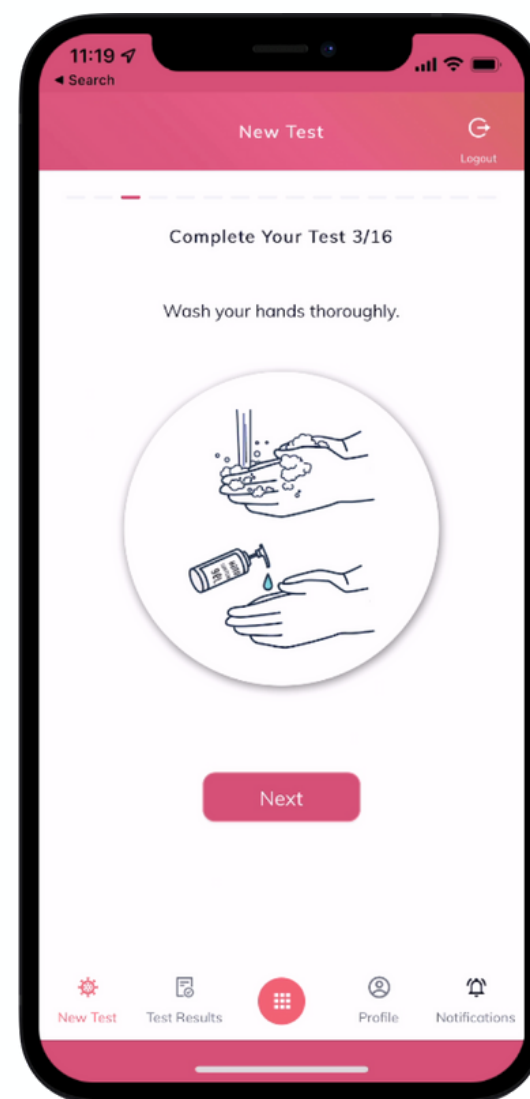 11:19
Search
New Test
Logout
Complete Your Test 3/16
Wash your hands thoroughly.
Next
New Test
Test Results
Profile
Notifications